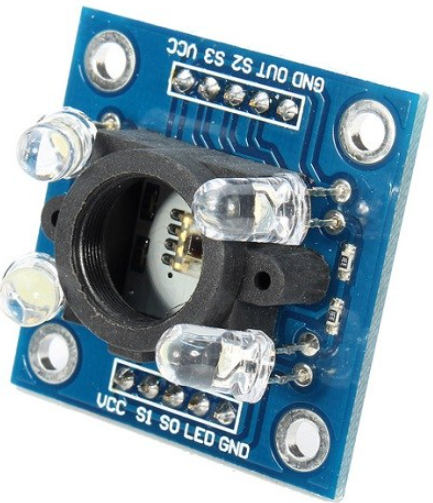 GND OUT S2 S3 VCC
VCC S1 S0 LED GND